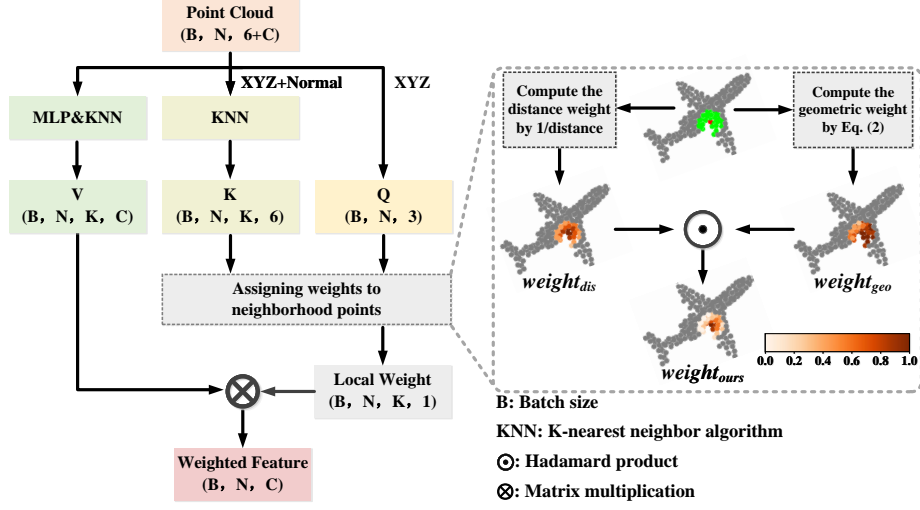 Point Cloud
(B, N, 6+C)
XYZ+Normal
XYZ
MLP&KNN
KNN
V
(B, N, K, C)
K
(B, N, K, 6)
Q
(B, N, 3)
Assigning weights to
neighborhood points
Local Weight
(B, N, K, 1)
Weighted Feature
(B, N, C)
Compute the
distance weight
by 1/distance
Compute the
geometric weight
by Eq. (2)
weight_dis
weight_geo
weight_ours
0.0 0.2 0.4 0.6 0.8 1.0
B: Batch size
KNN: K-nearest neighbor algorithm
⊙: Hadamard product
⊗: Matrix multiplication